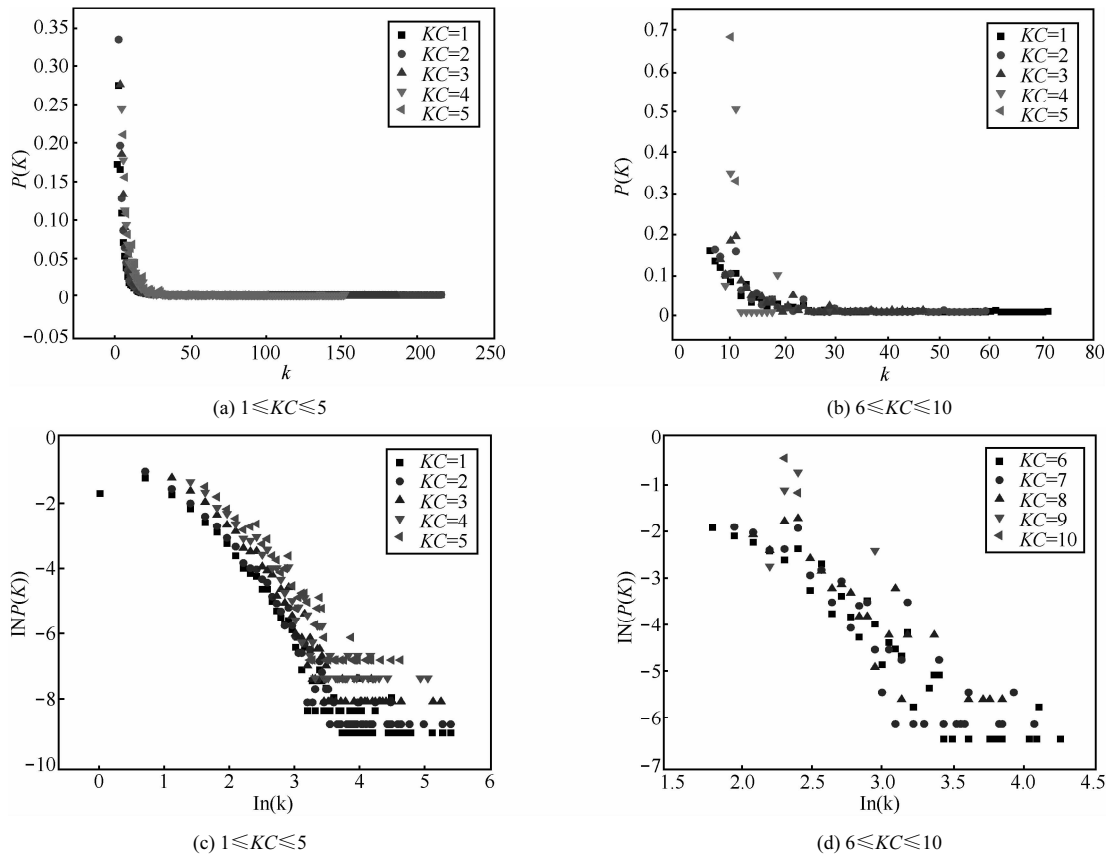 0.35
0.30
0.25
0.20
0.15
0.10
0.05
0
−0.05
P(K)
0
50
100
150
200
250
k
KC=1
KC=2
KC=3
KC=4
KC=5
(a) 1≤KC≤5
0.7
0.6
0.5
0.4
0.3
0.2
0.1
0
P(K)
0
10
20
30
40
50
60
70
80
k
KC=1
KC=2
KC=3
KC=4
KC=5
(b) 6≤KC≤10
0
−2
−4
−6
−8
−10
INP(K)
0
1
2
3
4
5
6
In(k)
KC=1
KC=2
KC=3
KC=4
KC=5
(c) 1≤KC≤5
0
−1
−2
−3
−4
−5
−6
−7
IN(P(K))
1.5
2.0
2.5
3.0
3.5
4.0
4.5
In(k)
KC=6
KC=7
KC=8
KC=9
KC=10
(d) 6≤KC≤10